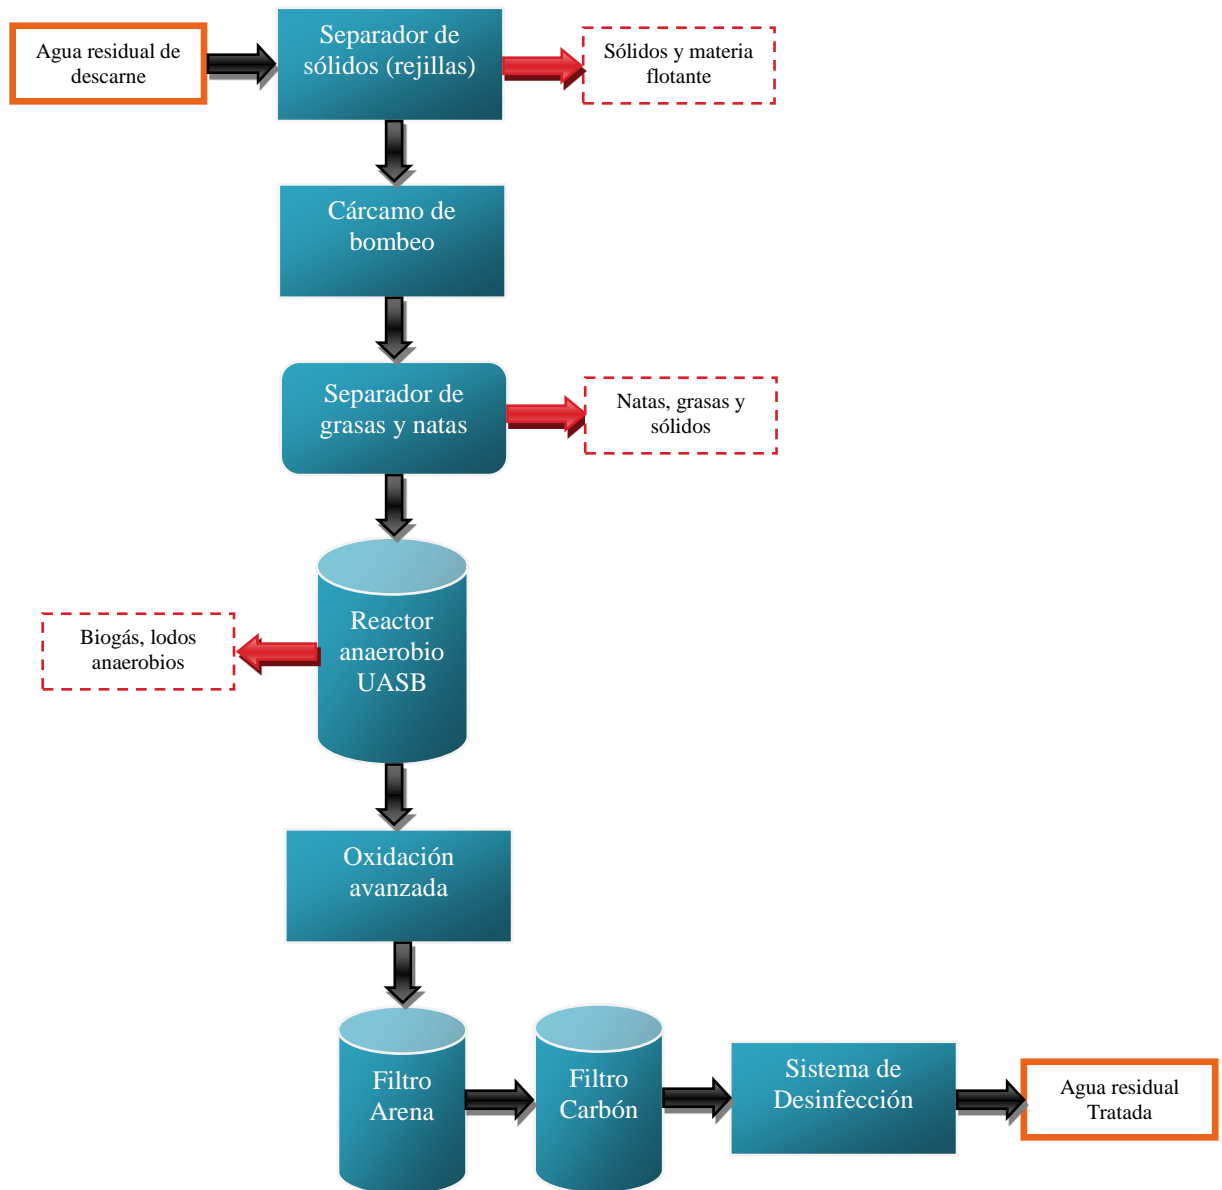 Agua residual de
descarne
Separador de
sólidos (rejillas)
Sólidos y materia
flotante
Cárcamo de
bombeo
Separador de
grasas y natas
Natas, grasas y
sólidos
Reactor
anaerobio
UASB
Biogás, lodos
anaerobios
Oxidación
avanzada
Filtro
Arena
Filtro
Carbón
Sistema de
Desinfección
Agua residual
Tratada